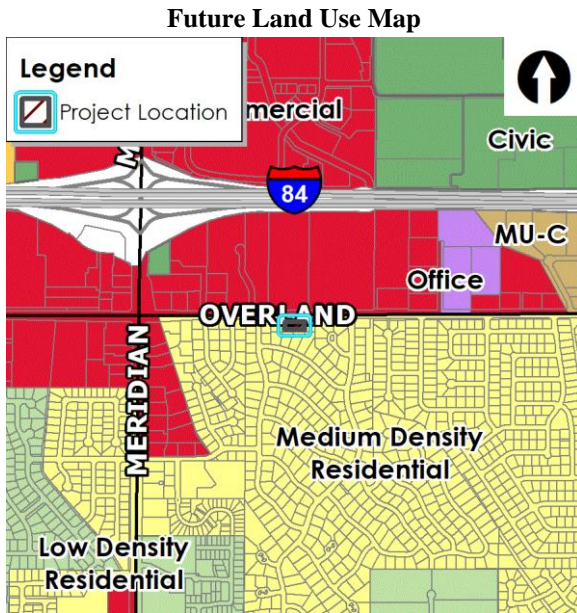 Future Land Use Map
Legend
Project Location
mercial
Civic
84
MU-C
Office
OVERLAND
MERIDIAN
Medium Density
Residential
Low Density
Residential